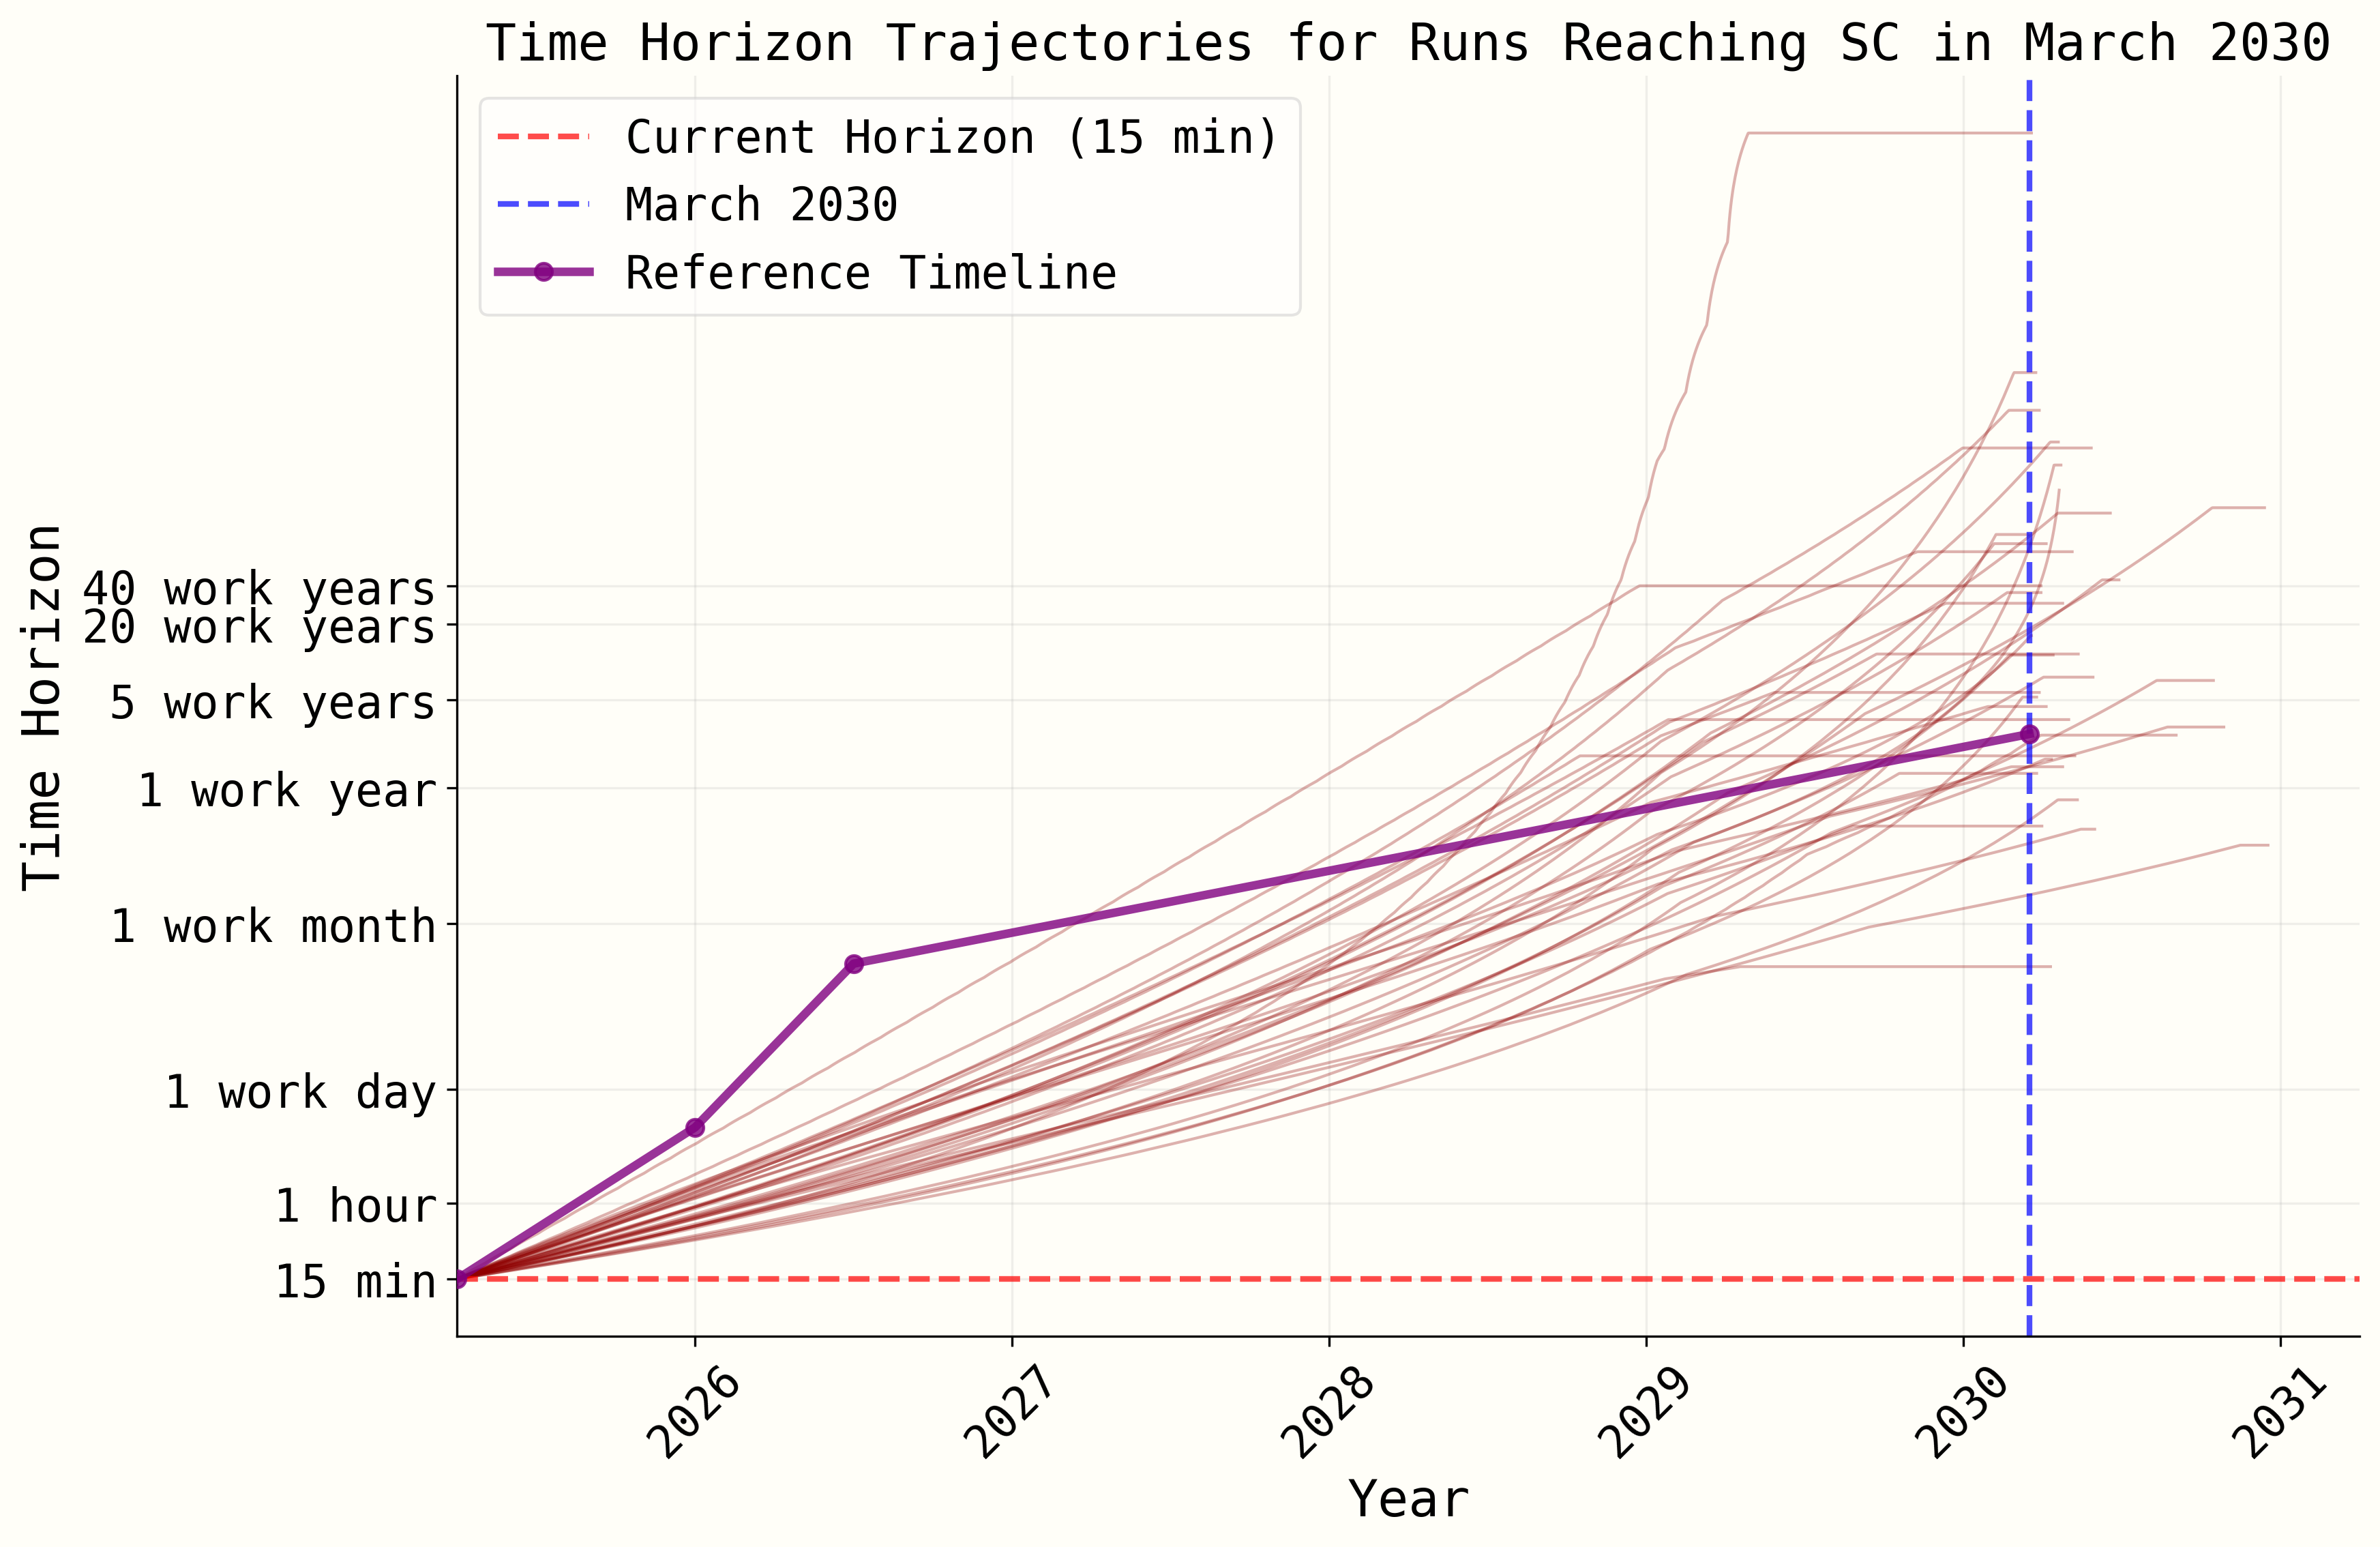 Time Horizon Trajectories for Runs Reaching SC in March 2030
Current Horizon (15 min)
March 2030
Reference Timeline
Time Horizon
40 work years
20 work years
5 work years
1 work year
1 work month
1 work day
1 hour
15 min
2026
2027
2028
2029
2030
2031
Year